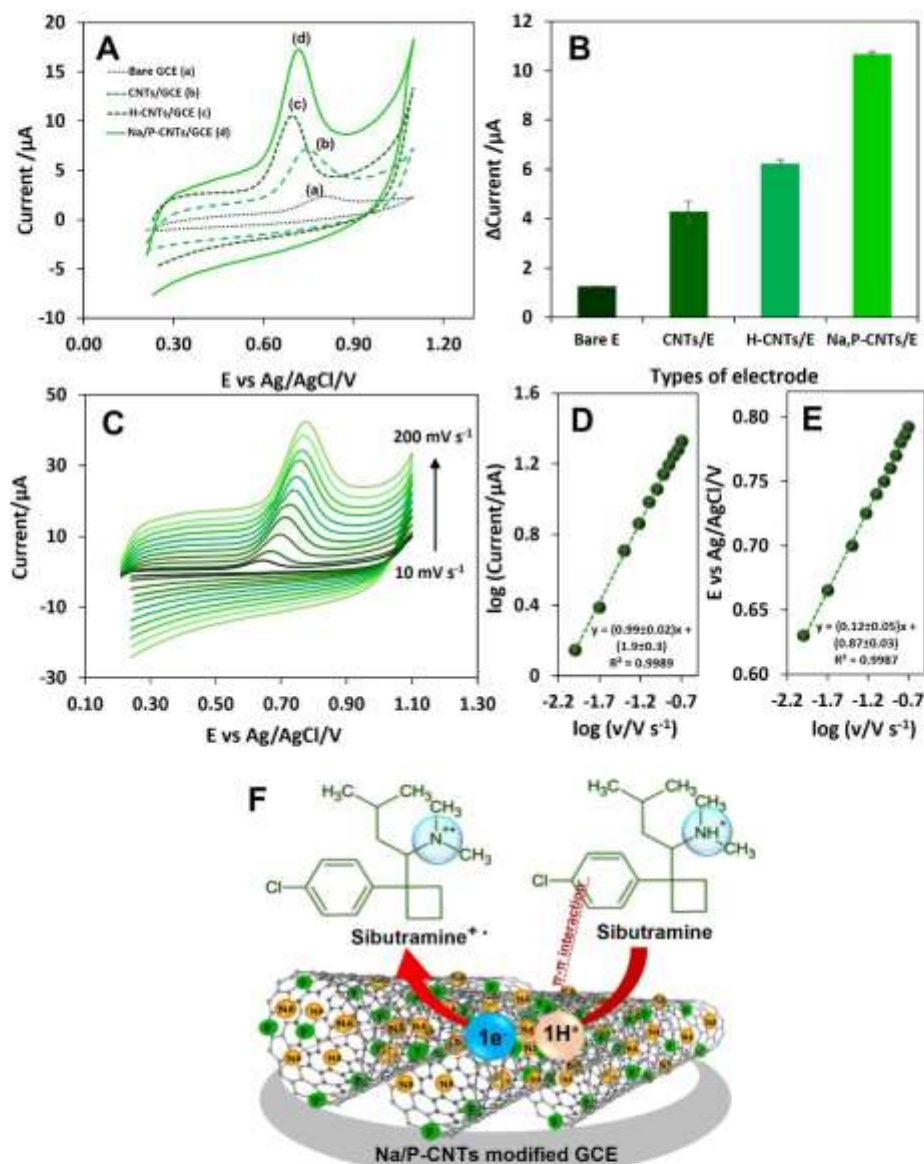 A
Bare GCE (a)
CNTs/GCE (b)
H-CNTs/GCE (c)
Na/P-CNTs/GCE (d)
(d)
(c)
(b)
(a)
Current /µA
20
15
10
5
0
-5
-10
0.00 0.30 0.60 0.90 1.20
E vs Ag/AgCl/V
B
ΔCurrent /µA
12
10
8
6
4
2
0
Bare E CNTs/E H-CNTs/E Na,P-CNTs/E
Types of electrode
C
200 mV s⁻¹
10 mV s⁻¹
Current/µA
50
30
10
-10
-30
0.10 0.30 0.50 0.70 0.90 1.10
E vs Ag/AgCl/V
D
log (Current/µA)
1.6
1.2
0.8
0.4
0
y = (0.99±0.02)x +
(1.9±0.3)
R² = 0.9989
-2.2 -1.7 -1.2 -0.7
log (v/V s⁻¹)
E
E vs Ag/AgCl/V
0.80
0.75
0.70
0.65
0.60
y = (0.12±0.05)x +
(0.87±0.03)
R² = 0.9987
-2.2 -1.7 -1.2 -0.7
log (v/V s⁻¹)
F
CH₃
H₃C
CH₃
N
CH₃
Cl
Sibutramine⁺ ·
CH₃
H₃C
CH₃
NH⁺
CH₃
Cl
Sibutramine
π-π interaction
1e⁻
1H⁺
Na/P-CNTs modified GCE